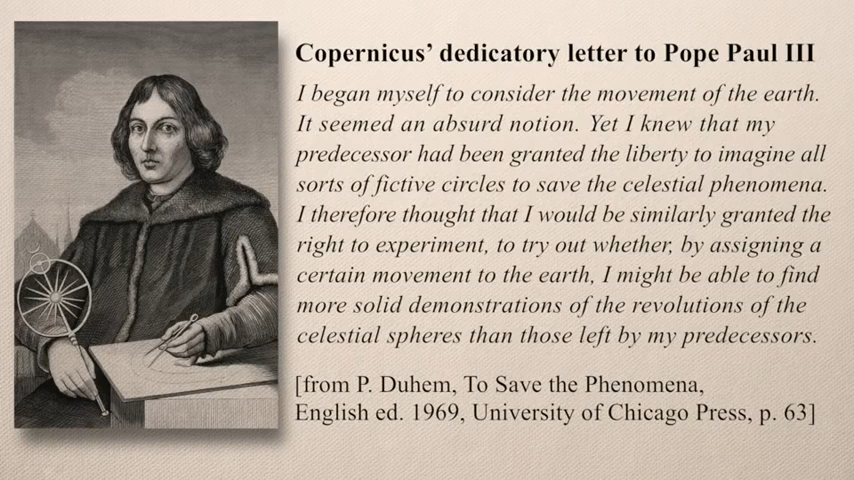 Copernicus’ dedicatory letter to Pope Paul III
I began myself to consider the movement of the earth.
It seemed an absurd notion. Yet I knew that my
predecessor had been granted the liberty to imagine all
sorts of fictive circles to save the celestial phenomena.
I therefore thought that I would be similarly granted the
right to experiment, to try out whether, by assigning a
certain movement to the earth, I might be able to find
more solid demonstrations of the revolutions of the
celestial spheres than those left by my predecessors.
[from P. Duhem, To Save the Phenomena,
English ed. 1969, University of Chicago Press, p. 63]